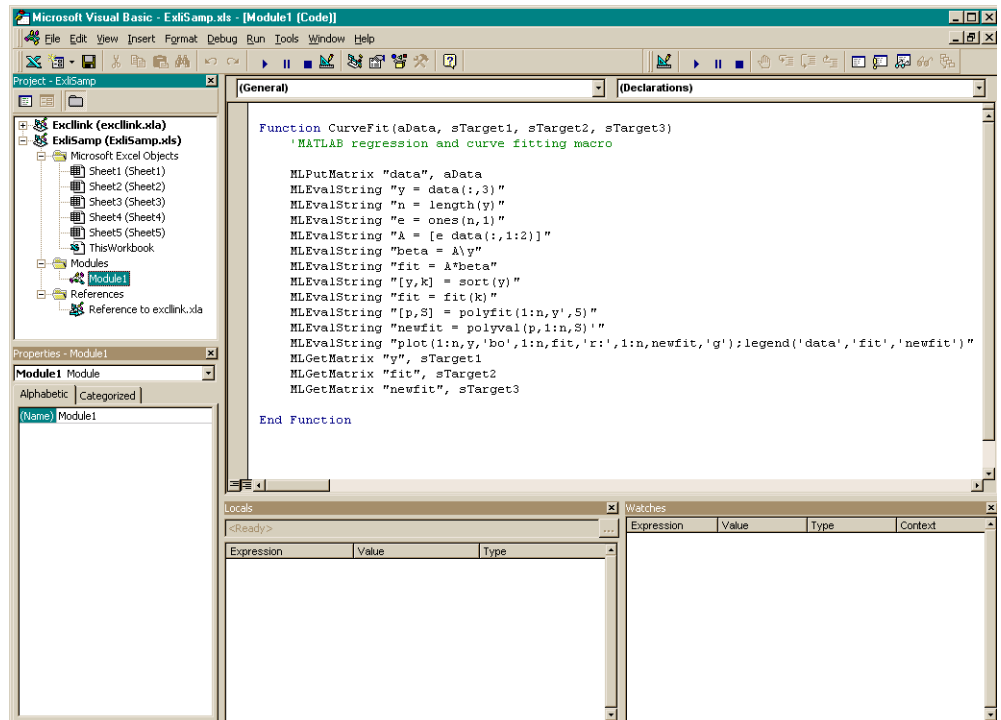 Microsoft Visual Basic - ExliSamp.xls - [Module1 (Code)]
File Edit View Insert Format Debug Run Tools Window Help
Project - ExliSamp
Excllink (excllink.xla)
ExliSamp (ExliSamp.xls)
Microsoft Excel Objects
Sheet1 (Sheet1)
Sheet2 (Sheet2)
Sheet3 (Sheet3)
Sheet4 (Sheet4)
Sheet5 (Sheet5)
ThisWorkbook
Modules
Module1
References
Reference to excllink.xla
Properties - Module1
Module1 Module
Alphabetic Categorized
(Name) Module1
(General) (Declarations)
Function CurveFit(aData, sTarget1, sTarget2, sTarget3)
'MATLAB regression and curve fitting macro
MLPutMatrix "data", aData
MLEvalString "y = data(:,3)"
MLEvalString "n = length(y)"
MLEvalString "e = ones(n,1)"
MLEvalString "A = [e data(:,1:2)]"
MLEvalString "beta = A\y"
MLEvalString "fit = A*beta"
MLEvalString "[y,k] = sort(y)"
MLEvalString "fit = fit(k)"
MLEvalString "[p,S] = polyfit(1:n,y',5)"
MLEvalString "newfit = polyval(p,1:n,S)'"
MLEvalString "plot(1:n,y,'bo',1:n,fit,'r:',1:n,newfit,'g');legend('data','fit','newfit')"
MLGetMatrix "y", sTarget1
MLGetMatrix "fit", sTarget2
MLGetMatrix "newfit", sTarget3
End Function
Locals
<Ready>
...
Expression Value Type
Watches
Expression Value Type Context